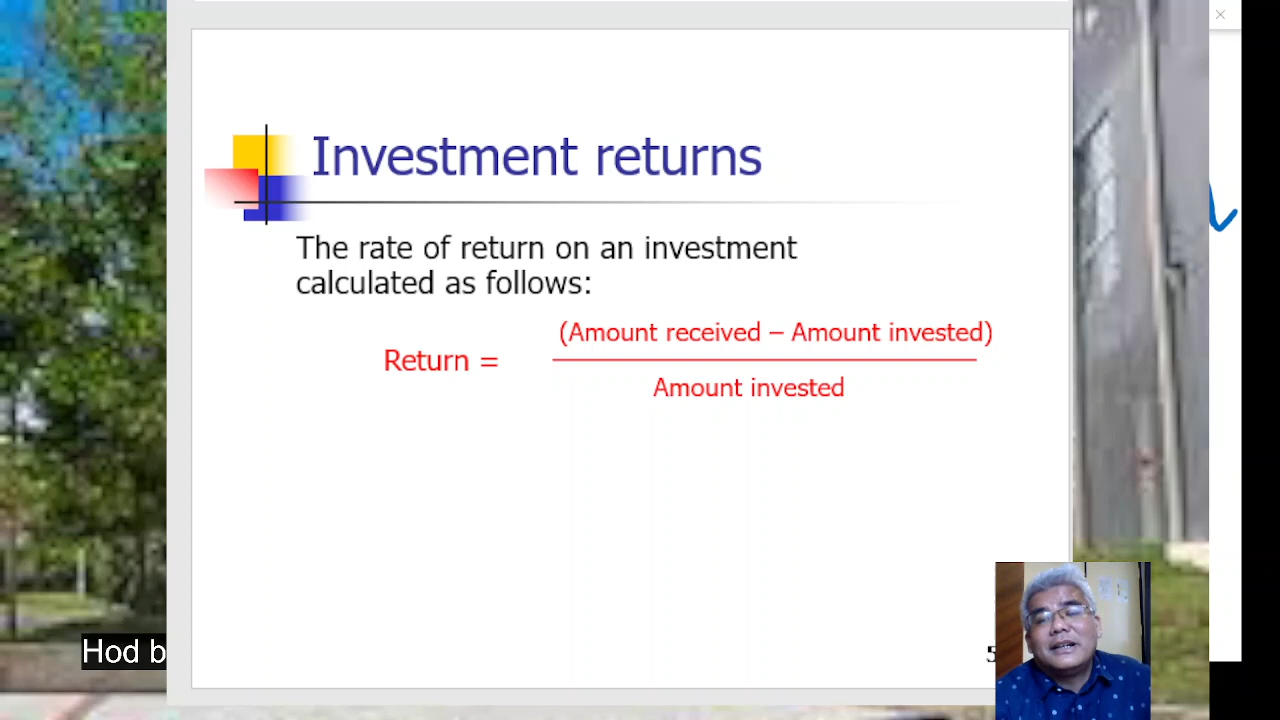 Investment returns
The rate of return on an investment
calculated as follows:
(Amount received – Amount invested)
Return =
Amount invested
5
Hod b